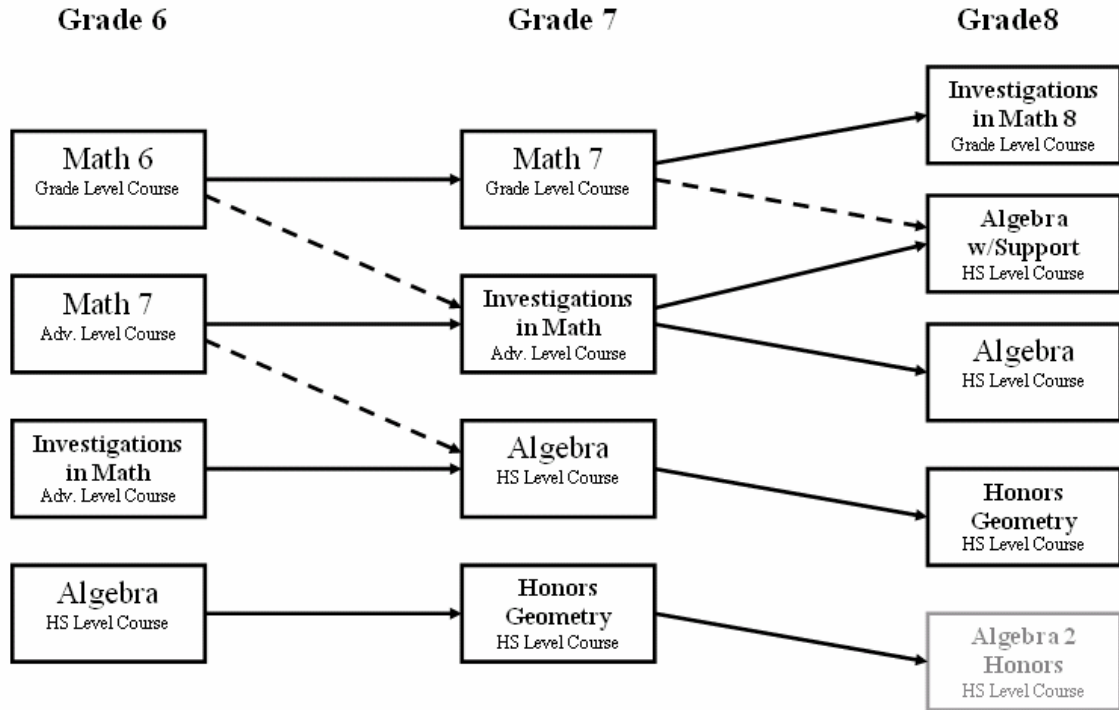 Grade 6
Grade 7
Grade8
Math 6
Grade Level Course
Math 7
Adv. Level Course
Investigations
in Math
Adv. Level Course
Algebra
HS Level Course
Math 7
Grade Level Course
Investigations
in Math
Adv. Level Course
Algebra
HS Level Course
Honors
Geometry
HS Level Course
Investigations
in Math 8
Grade Level Course
Algebra
w/Support
HS Level Course
Algebra
HS Level Course
Honors
Geometry
HS Level Course
Algebra 2
Honors
HS Level Course